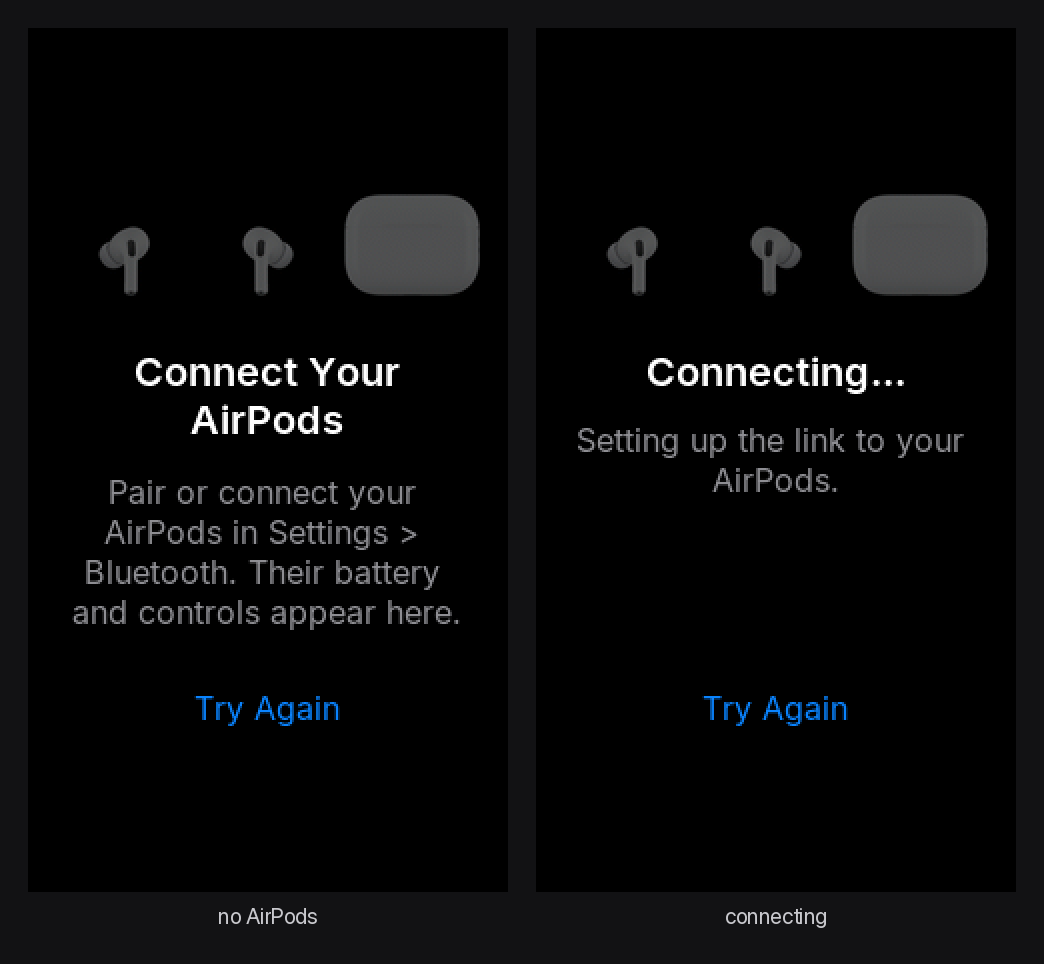 Connect Your
AirPods
Pair or connect your
AirPods in Settings >
Bluetooth. Their battery
and controls appear here.
Try Again
no AirPods
Connecting...
Setting up the link to your
AirPods.
Try Again
connecting